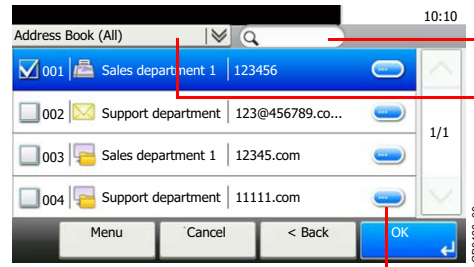 10:10
Address Book (All)
001 Sales department 1 123456
002 Support department 123@456789.co...
1/1
003 Sales department 1 12345.com
004 Support department 11111.com
Menu Cancel < Back OK